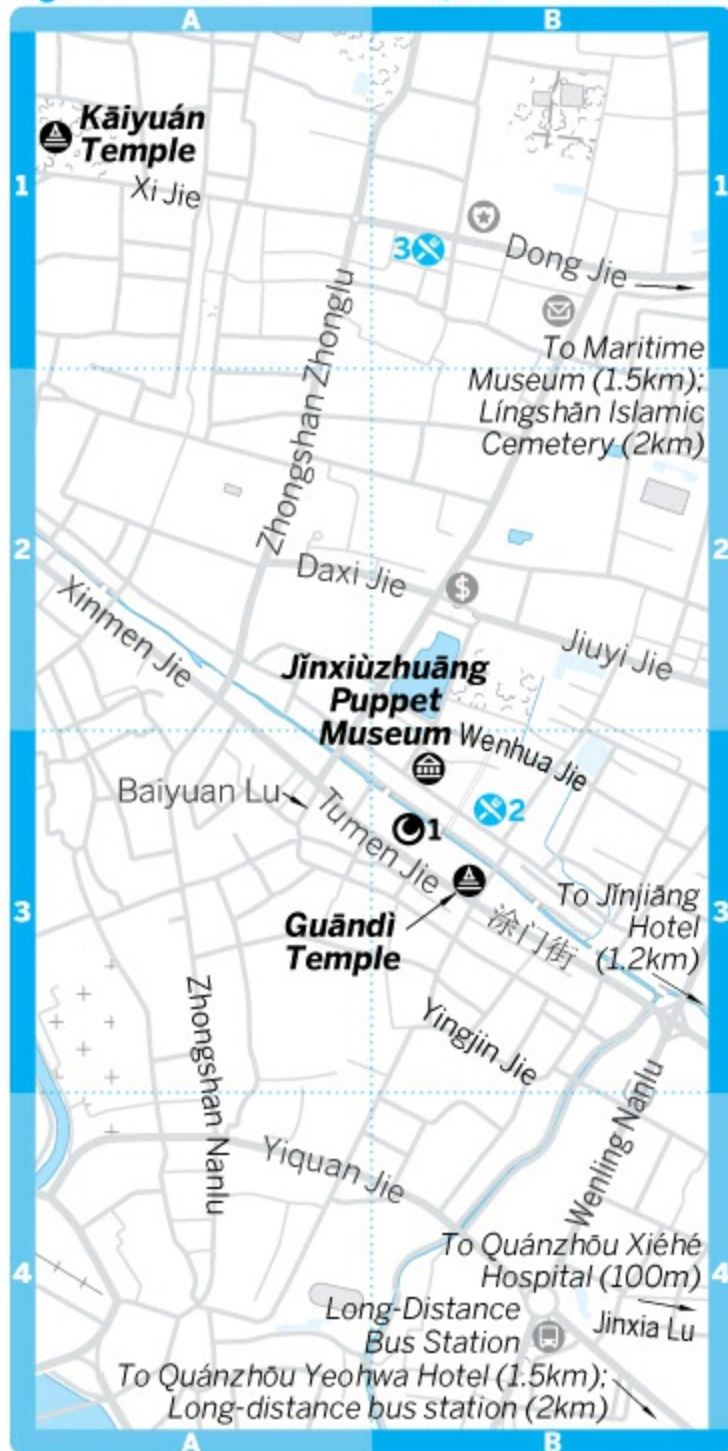 A
B
Kāiyuán
Temple
1
1
Xi Jie
3
Dong Jie
Zhongshan Zhonglu
To Maritime
Museum (1.5km);
Língshān Islamic
Cemetery (2km)
2
2
Daxi Jie
$
Xinmen Jie
Jiuyi Jie
Jǐnxiùzhuāng
Puppet
Museum
Wenhua Jie
Baiyuan Lu
2
Tumen Jie
1
3
3
To Jǐnjiāng
Hotel
(1.2km)
Guāndì
Temple
涂门街
Zhongshan Nanlu
Yingjin Jie
Wenling Nanlu
Yiquan Jie
To Quánzhōu Xiéhé
Hospital (100m)
4
4
Long-Distance
Bus Station
Jinxia Lu
To Quánzhōu Yeohwa Hotel (1.5km);
Long-distance bus station (2km)
A
B